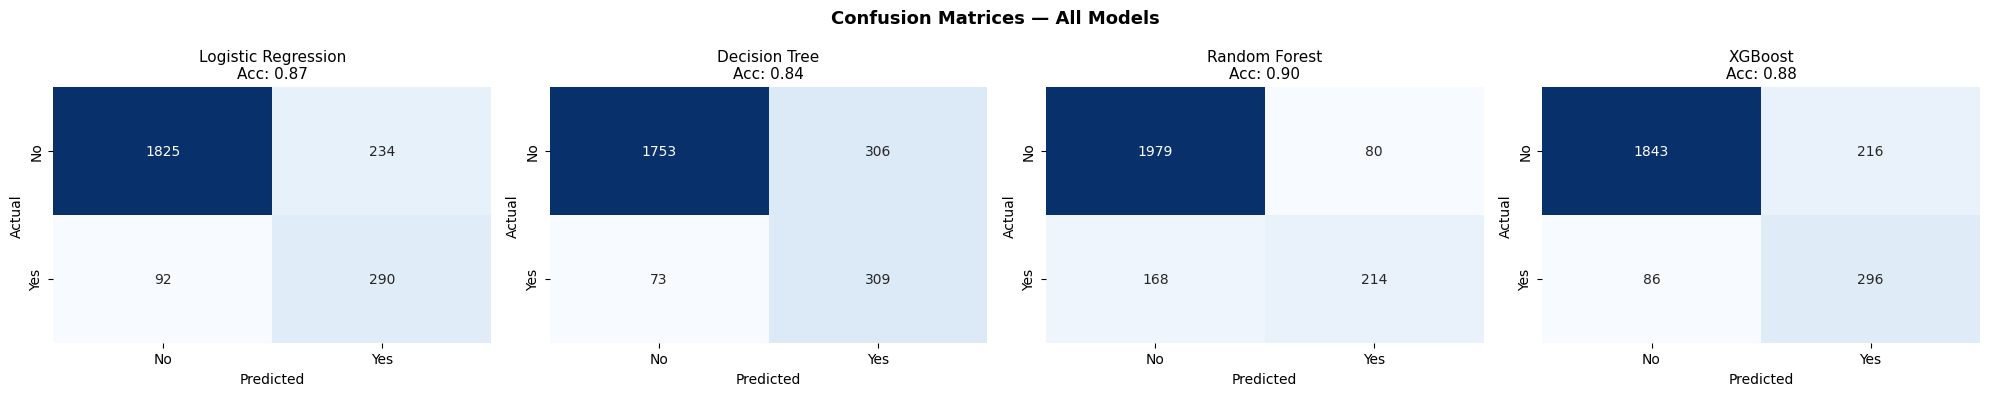 Confusion Matrices — All Models
Logistic Regression
Acc: 0.87
Actual
No
1825
234
Yes
92
290
No
Yes
Predicted
Decision Tree
Acc: 0.84
Actual
No
1753
306
Yes
73
309
No
Yes
Predicted
Random Forest
Acc: 0.90
Actual
No
1979
80
Yes
168
214
No
Yes
Predicted
XGBoost
Acc: 0.88
Actual
No
1843
216
Yes
86
296
No
Yes
Predicted